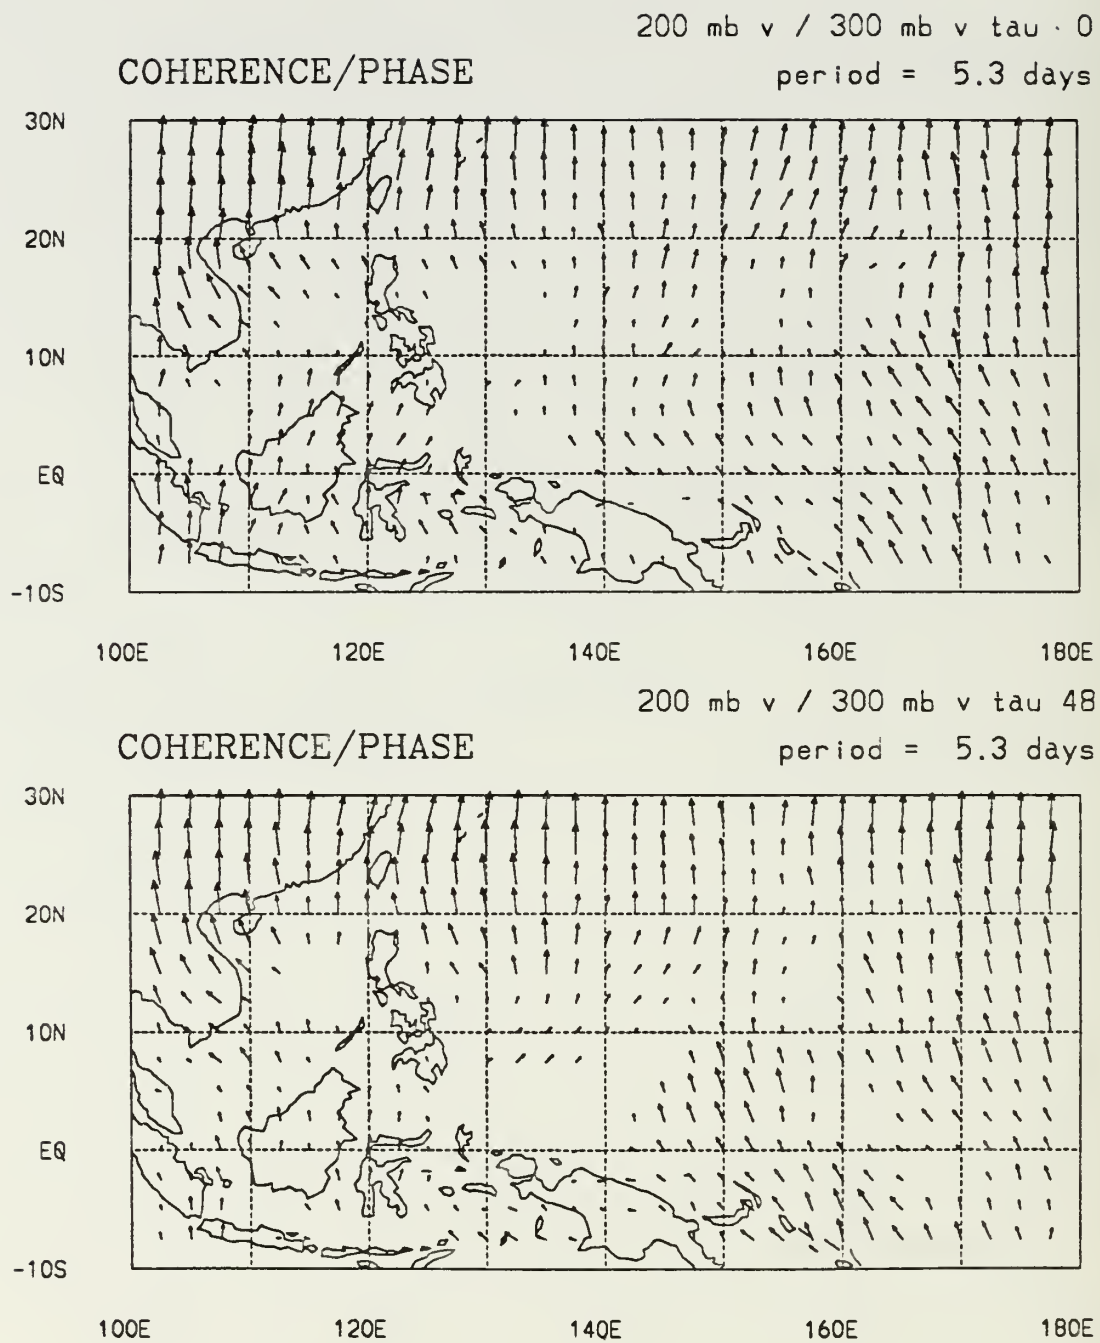 200 mb v / 300 mb v tau · 0
COHERENCE/PHASE
period = 5.3 days
30N
20N
10N
EQ
-10S
100E 120E 140E 160E 180E
200 mb v / 300 mb v tau 48
COHERENCE/PHASE
period = 5.3 days
30N
20N
10N
EQ
-10S
100E 120E 140E 160E 180E